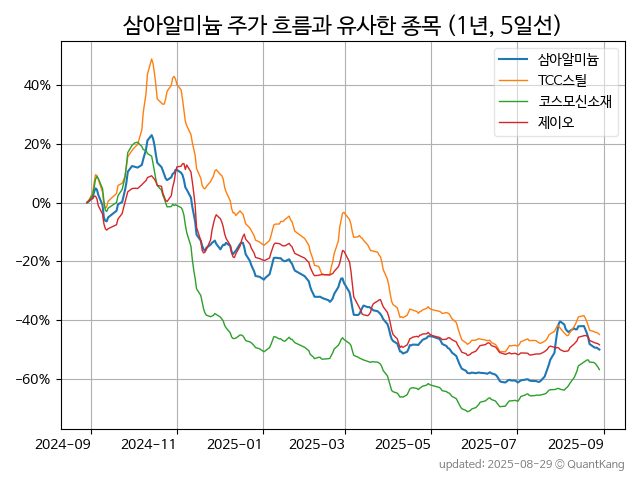 삼아알미늄 주가 흐름과 유사한 종목 (1년, 5일선)
삼아알미늄
TCC스틸
코스모신소재
제이오
40%
20%
0%
−20%
−40%
−60%
2024-09
2024-11
2025-01
2025-03
2025-05
2025-07
2025-09
updated: 2025-08-29 © QuantKang